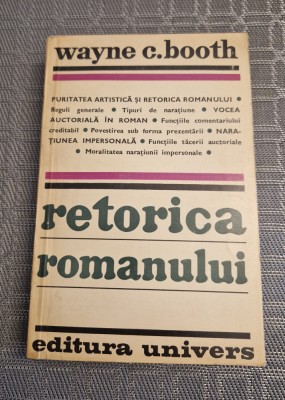 wayne c.booth
PURITATEA ARTISTICĂ ȘI RETORICA ROMANULUI ●
Reguli generale ● Tipuri de narațiune ● VOCEA
AUCTORIALĂ ÎN ROMAN ● Funcțiile comentariului
creditabil ● Povestirea sub forma prezentării ● NARA-
ȚIUNEA IMPERSONALĂ ● Funcțiile tăcerii auctoriale
● Moralitatea narațiunii impersonale ●
retorica
romanului
editura univers